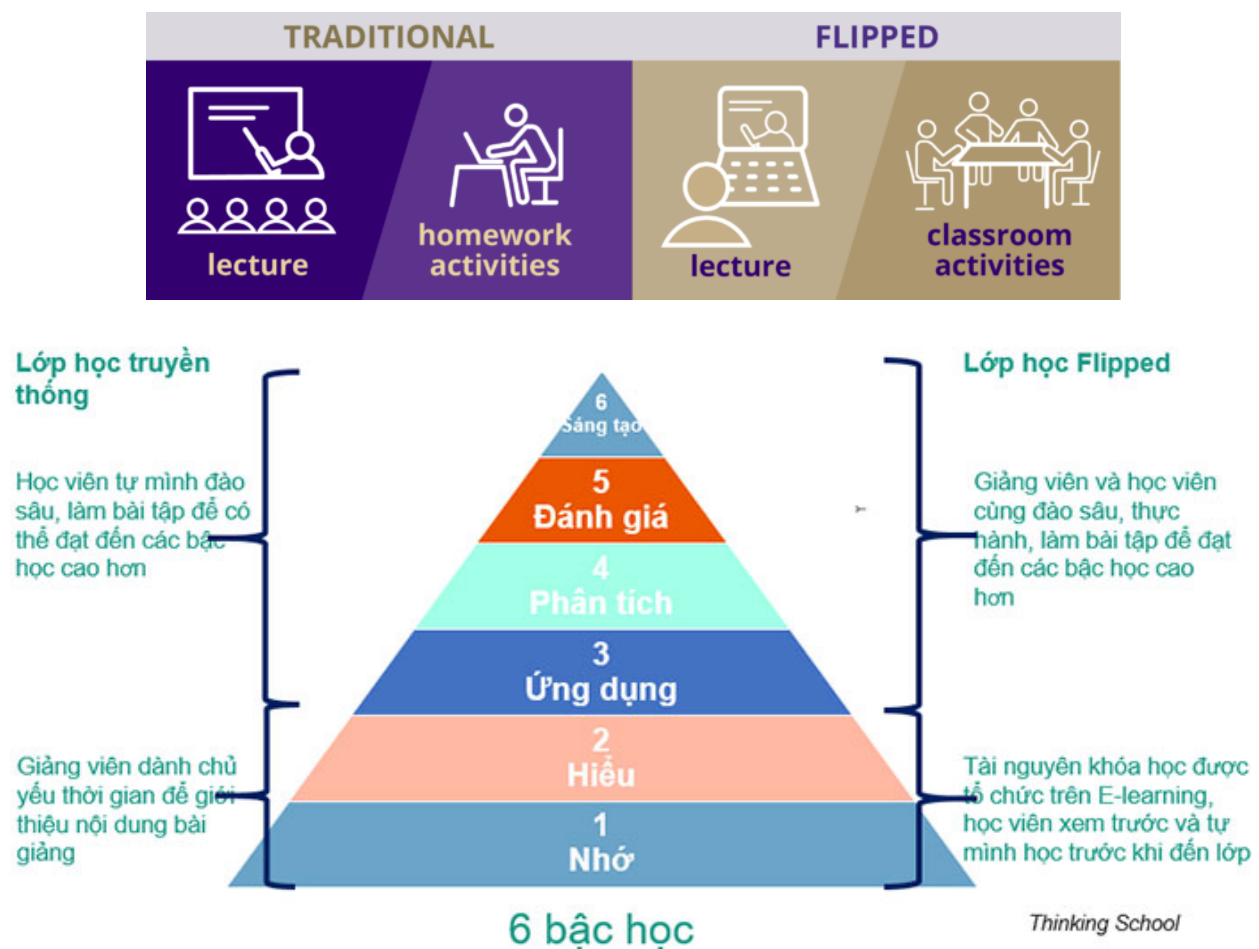 TRADITIONAL
FLIPPED
lecture
homework
activities
lecture
classroom
activities
Lớp học truyền
thống
Học viên tự mình đào
sâu, làm bài tập để có
thể đạt đến các bậc
học cao hơn
Giảng viên dành chủ
yếu thời gian để giới
thiệu nội dung bài
giảng
6
Sáng tạo
5
Đánh giá
4
Phân tích
3
Ứng dụng
2
Hiểu
1
Nhớ
Lớp học Flipped
Giảng viên và học viên
cùng đào sâu, thực
hành, làm bài tập để đạt
đến các bậc học cao
hơn
Tài nguyên khóa học được
tổ chức trên E-learning,
học viên xem trước và tự
mình học trước khi đến lớp
6 bậc học
Thinking School